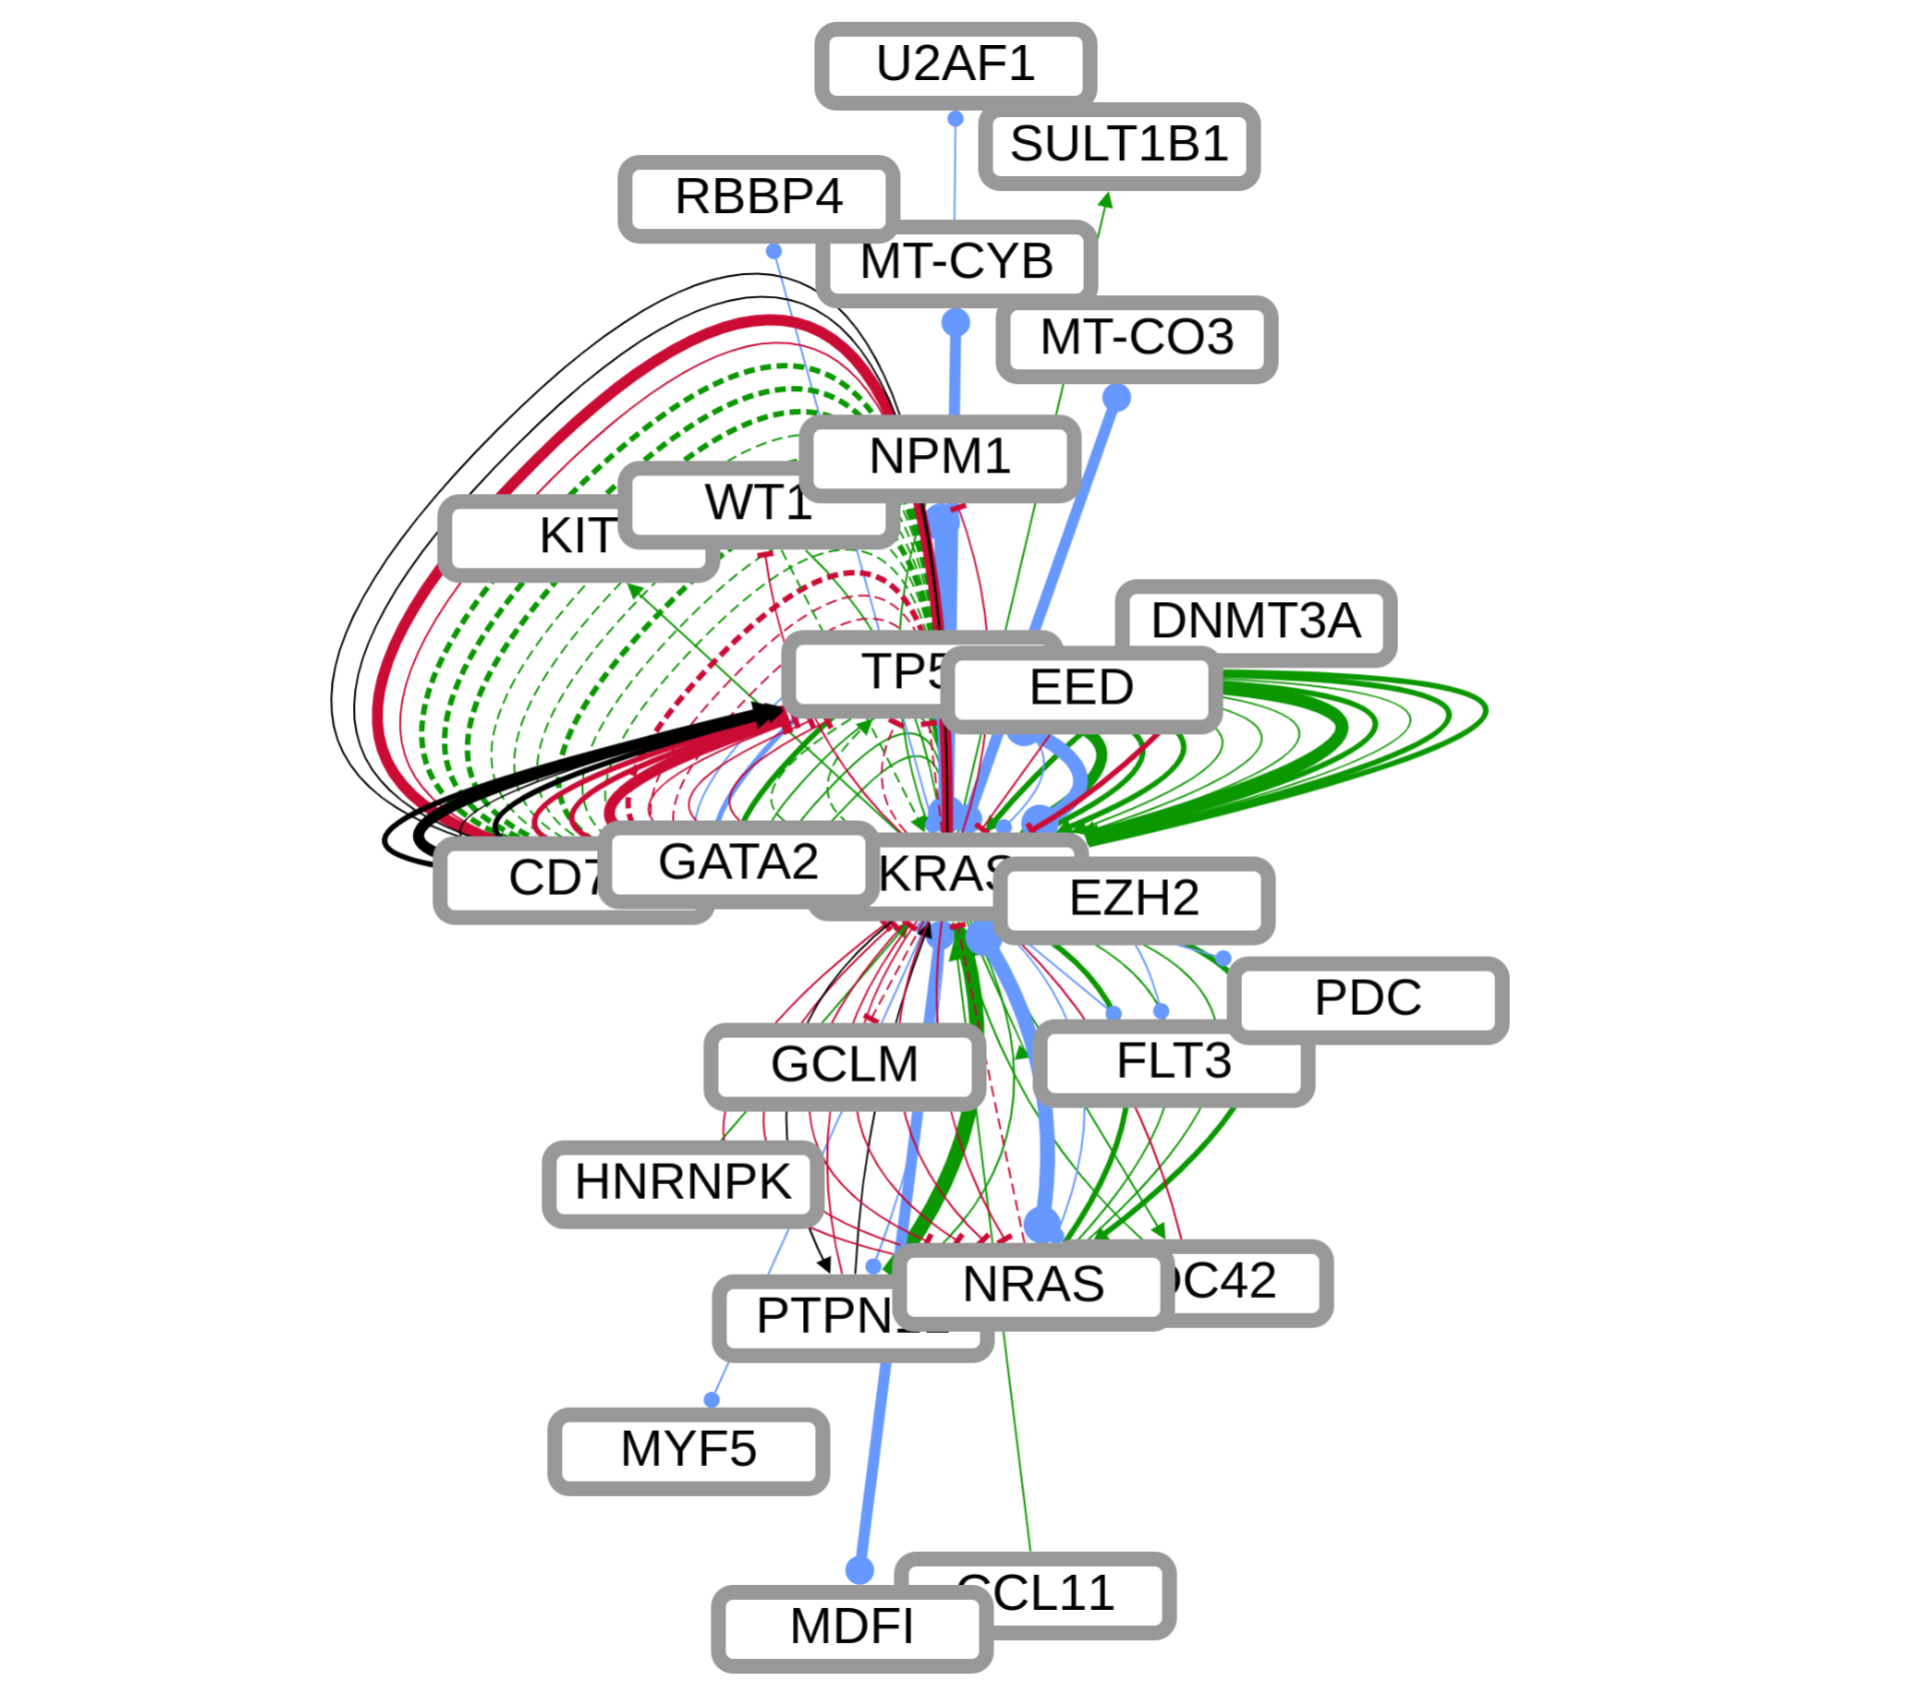 U2AF1
SULT1B1
RBBP4
MT-CYB
MT-CO3
NPM1
WT1
KIT
DNMT3A
TP5
EED
GATA2
CD7
KRAS
EZH2
PDC
FLT3
GCLM
HNRNPK
NRAS
C42
PTPN
MYF5
CL11
MDFI